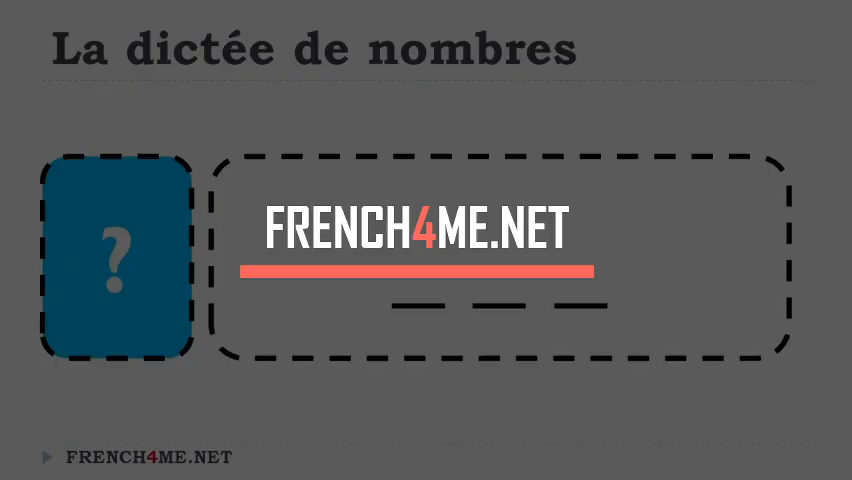 La dictée de nombres
?
FRENCH4ME.NET
FRENCH4ME.NET